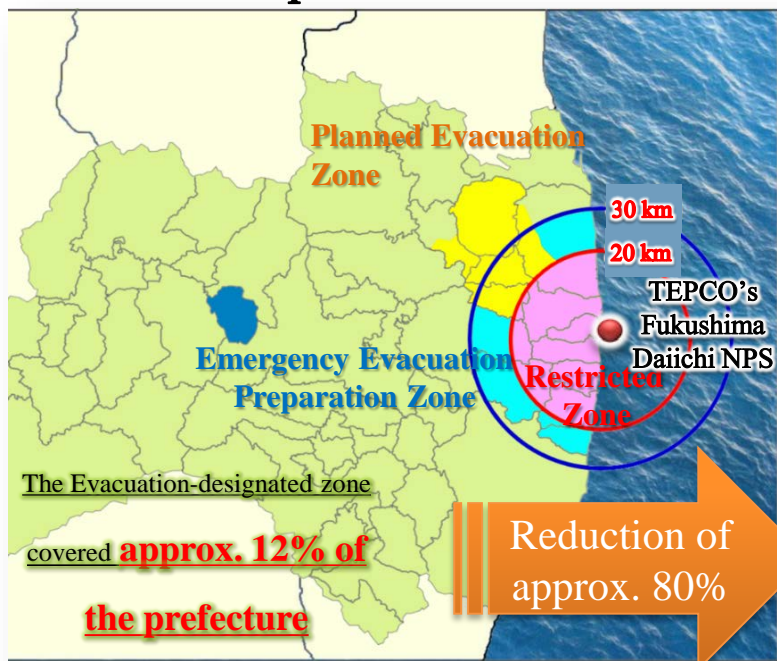 Planned Evacuation
Zone
30 km
20 km
TEPCO's
Fukushima
Daiichi NPS
Emergency Evacuation
Preparation Zone
Restricted
Zone
The Evacuation-designated zone
covered approx. 12% of
the prefecture
Reduction of
approx. 80%